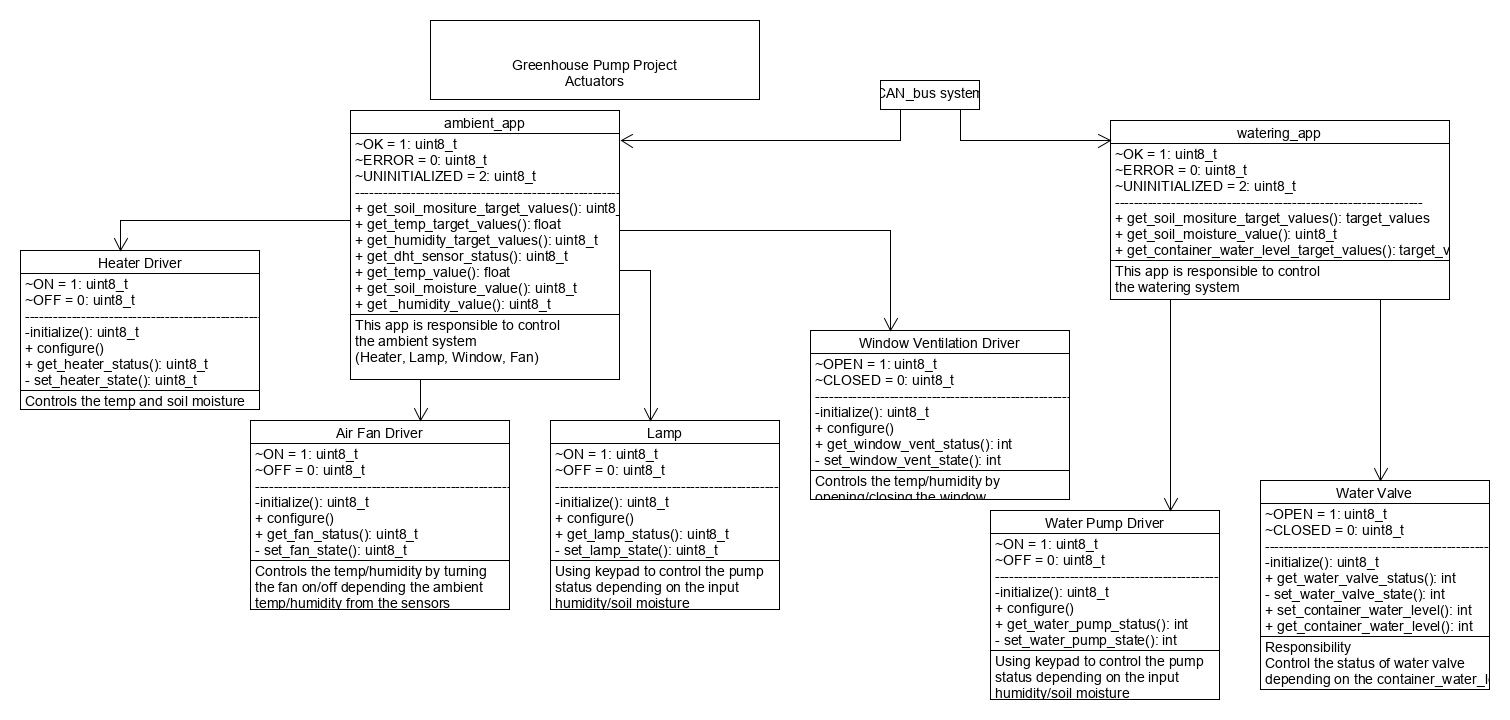 Greenhouse Pump Project
Actuators
CAN_bus system
ambient_app
~OK = 1: uint8_t
~ERROR = 0: uint8_t
~UNINITIALIZED = 2: uint8_t
+ get_soil_mositure_target_values(): uint8_
+ get_temp_target_values(): float
+ get_humidity_target_values(): uint8_t
+ get_dht_sensor_status(): uint8_t
+ get_temp_value(): float
+ get_soil_moisture_value(): uint8_t
+ get _humidity_value(): uint8_t
This app is responsible to control
the ambient system
(Heater, Lamp, Window, Fan)
watering_app
~OK = 1: uint8_t
~ERROR = 0: uint8_t
~UNINITIALIZED = 2: uint8_t
+ get_soil_mositure_target_values(): target_values
+ get_soil_moisture_value(): uint8_t
+ get_container_water_level_target_values(): target_v
This app is responsible to control
the watering system
Heater Driver
~ON = 1: uint8_t
~OFF = 0: uint8_t
-initialize(): uint8_t
+ configure()
+ get_heater_status(): uint8_t
- set_heater_state(): uint8_t
Controls the temp and soil moisture
Air Fan Driver
~ON = 1: uint8_t
~OFF = 0: uint8_t
-initialize(): uint8_t
+ configure()
+ get_fan_status(): uint8_t
- set_fan_state(): uint8_t
Controls the temp/humidity by turning
the fan on/off depending the ambient
temp/humidity from the sensors
Lamp
~ON = 1: uint8_t
~OFF = 0: uint8_t
-initialize(): uint8_t
+ configure()
+ get_lamp_status(): uint8_t
- set_lamp_state(): uint8_t
Using keypad to control the pump
status depending on the input
humidity/soil moisture
Window Ventilation Driver
~OPEN = 1: uint8_t
~CLOSED = 0: uint8_t
-initialize(): uint8_t
+ configure()
+ get_window_vent_status(): int
- set_window_vent_state(): int
Controls the temp/humidity by
opening/closing the window
Water Pump Driver
~ON = 1: uint8_t
~OFF = 0: uint8_t
-initialize(): uint8_t
+ configure()
+ get_water_pump_status(): int
- set_water_pump_state(): int
Using keypad to control the pump
status depending on the input
humidity/soil moisture
Water Valve
~OPEN = 1: uint8_t
~CLOSED = 0: uint8_t
-initialize(): uint8_t
+ get_water_valve_status(): int
- set_water_valve_state(): int
+ set_container_water_level(): int
+ get_container_water_level(): int
Responsibility
Control the status of water valve
depending on the container_water_l